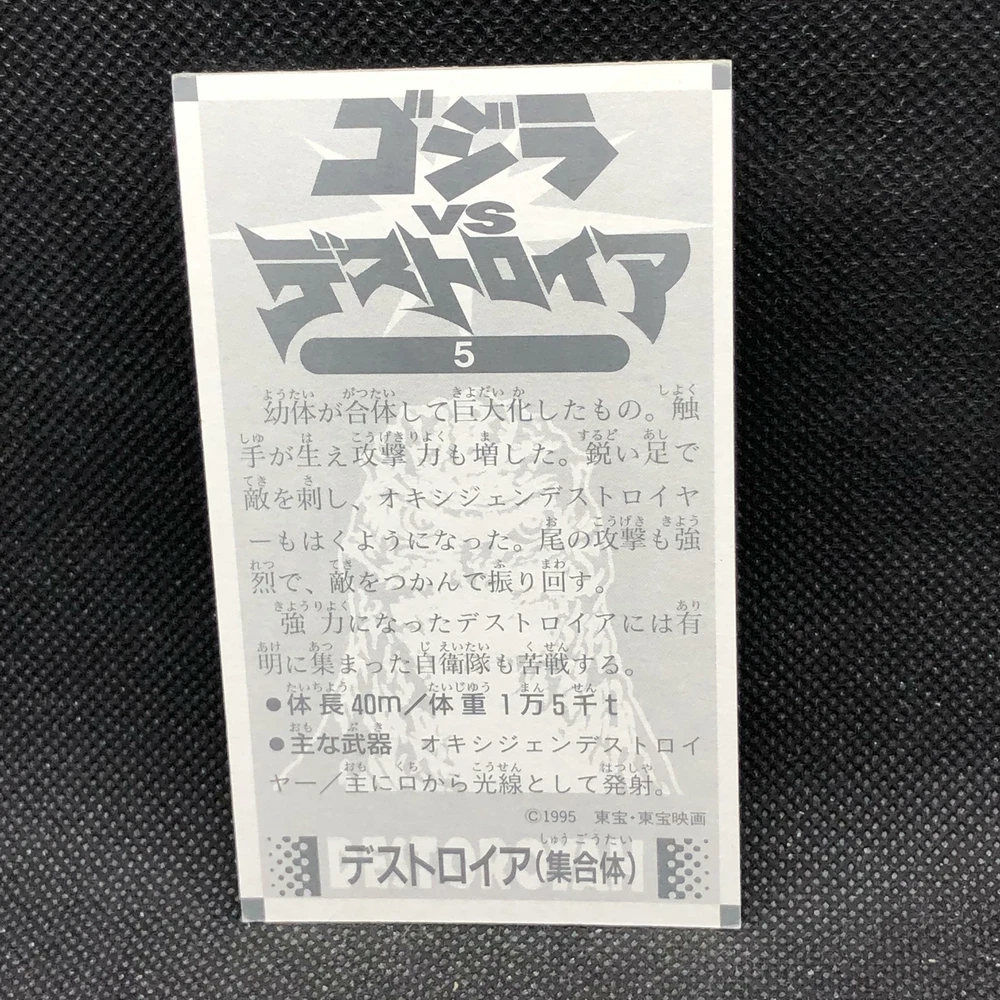 ゴジラ
VS
デストロイア
5
幼体が合体して巨大化したもの。触
手が生え攻撃力も増した。鋭い足で
敵を刺し、オキシジェンデストロイヤ
ーもはくようになった。尾の攻撃も強
烈で、敵をつかんで振り回す。
強力になったデストロイアには有
明に集まった自衛隊も苦戦する。
●体長40m/体重1万5千t
●主な武器 オキシジェンデストロイ
ヤー/主に口から光線として発射。
©1995 東宝・東宝映画
デストロイア(集合体)